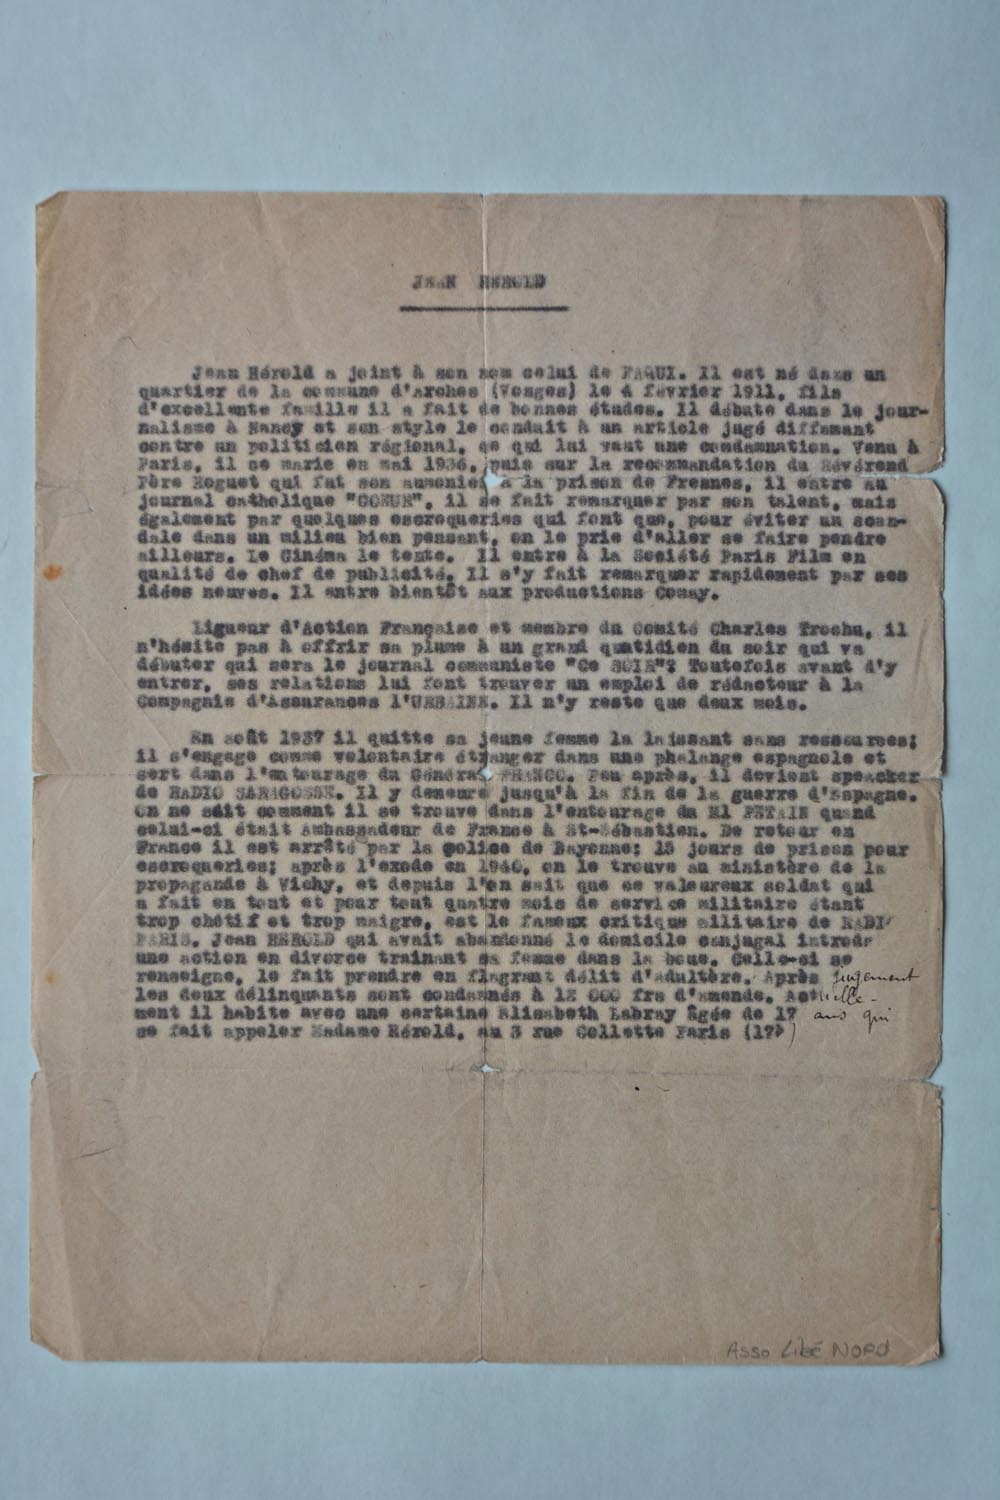 JEAN HEROLD
Jean Hérold a joint à son nom celui de PAQUI. Il est né dans un
quartier de la commune d'Arches (Vosges) le 4 février 1911, fils
d'excellente famille il a fait de bonnes études. Il débute dans le jour-
nalisme à Nancy et son style le conduit à un article jugé diffamant
contre un politicien régional, ce qui lui vaut une condamnation. Venu à
Paris, il se marie en mai 1936, puis sur la recommandation du Révérend
Père Roguet qui fut son aumonier à la prison de Fresnes, il entre au
journal catholique "COEUR", il se fait remarquer par son talent, mais
également par quelques escroqueries qui font que, pour éviter un scan-
dale dans un milieu bien pensant, on le prie d'aller se faire pendre
ailleurs. Le Cinéma le tente. Il entre à la Société Paris Film en
qualité de chef de publicité. Il s'y fait remarquer rapidement par ses
idées neuves. Il entre bientôt aux productions
Ligueur d'Action Française et membre du Comité Charles Trochu, il
n'hésite pas à offrir sa plume à un grand quotidien du soir qui va
débuter qui sera le journal communiste "Ce SOIR"; Toutefois avant d'y
entrer, ses relations lui font trouver un emploi de rédacteur à la
Compagnie d'Assurances l'URBAINE. Il n'y reste que deux mois.
En août 1937 il quitte sa jeune femme la laissant sans ressources;
il s'engage comme volontaire étranger dans une phalange espagnole et
sert dans l'entourage du Général FRANCO. Peu après, il devient speacker
de RADIO SARAGOSSE. Il y demeure jusqu'à la fin de la guerre d'Espagne.
On ne sait comment il se trouve dans l'entourage du Ml PETAIN quand
celui-ci était Ambassadeur de France à St-Sébastien. De retour en
France il est arrêté par la police de Bayonne; 15 jours de prison pour
escroqueries; après l'exode en 1940, on le trouve au ministère de la
propagande à Vichy, et depuis l'on sait que ce valeureux soldat qui
a fait en tout et pour tout quatre mois de service militaire étant
trop chétif et trop maigre, est le fameux critique militaire de RADI
PARIS. Jean HEROLD qui avait abandonné le domicile conjugal introdr
une action en divorce trainant sa femme dans la boue. Celle-ci se
renseigne, le fait prendre en flagrant délit d'adultère. Après jugement
les deux délinquants sont condamnés à 12 000 frs d'amende. Actuelle-
ment il habite avec une certaine Elisabeth Labray âgée de 17 ans qui
se fait appeler Madame Hérold, au 3 rue Collette Paris (17è)
ASSO LIBÉ NORD